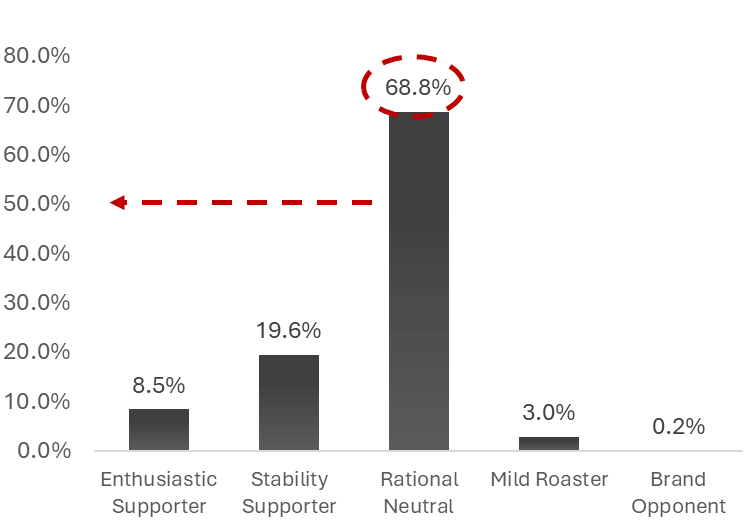 80.0%
70.0%
60.0%
50.0%
40.0%
30.0%
20.0%
10.0%
0.0%
8.5%
19.6%
68.8%
3.0%
0.2%
Enthusiastic
Supporter
Stability
Supporter
Rational
Neutral
Mild Roaster
Brand
Opponent